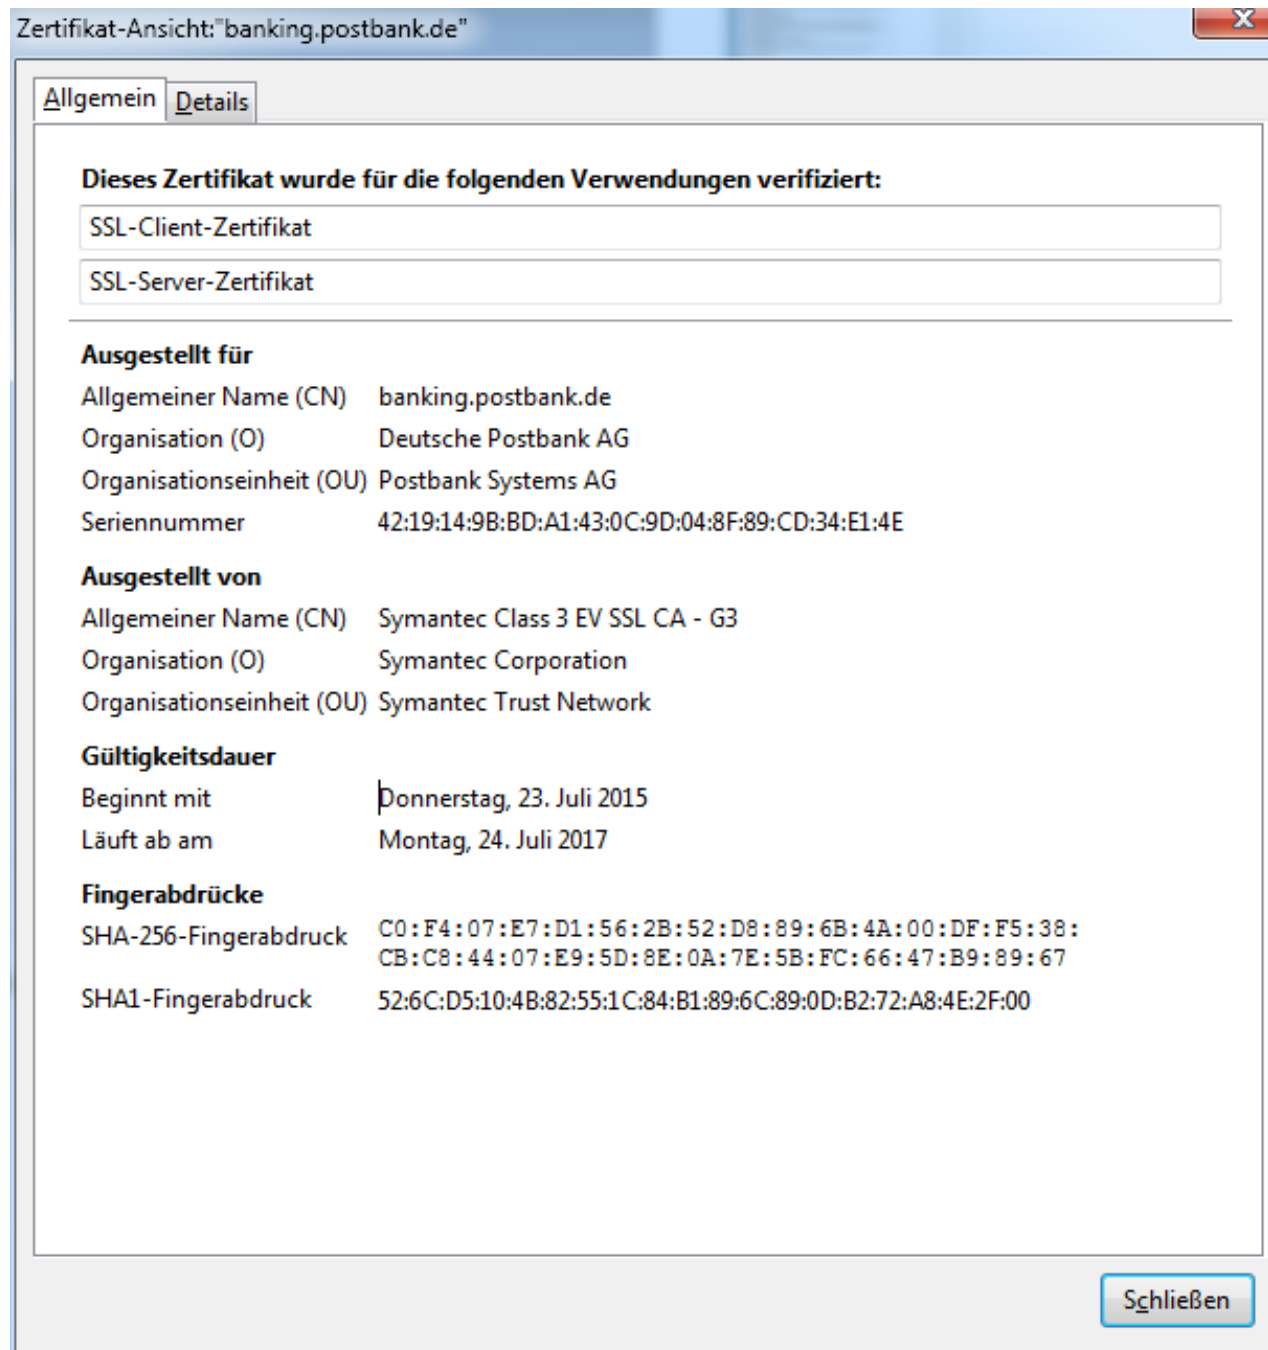 Zertifikat-Ansicht:"banking.postbank.de"
X
Allgemein Details
Dieses Zertifikat wurde für die folgenden Verwendungen verifiziert:
SSL-Client-Zertifikat
SSL-Server-Zertifikat
Ausgestellt für
Allgemeiner Name (CN) banking.postbank.de
Organisation (O) Deutsche Postbank AG
Organisationseinheit (OU) Postbank Systems AG
Seriennummer 42:19:14:9B:BD:A1:43:0C:9D:04:8F:89:CD:34:E1:4E
Ausgestellt von
Allgemeiner Name (CN) Symantec Class 3 EV SSL CA - G3
Organisation (O) Symantec Corporation
Organisationseinheit (OU) Symantec Trust Network
Gültigkeitsdauer
Beginnt mit Donnerstag, 23. Juli 2015
Läuft ab am Montag, 24. Juli 2017
Fingerabdrücke
SHA-256-Fingerabdruck C0:F4:07:E7:D1:56:2B:52:D8:89:6B:4A:00:DF:F5:38:
CB:C8:44:07:E9:5D:8E:0A:7E:5B:FC:66:47:B9:89:67
SHA1-Fingerabdruck 52:6C:D5:10:4B:82:55:1C:84:B1:89:6C:89:0D:B2:72:A8:4E:2F:00
Schließen